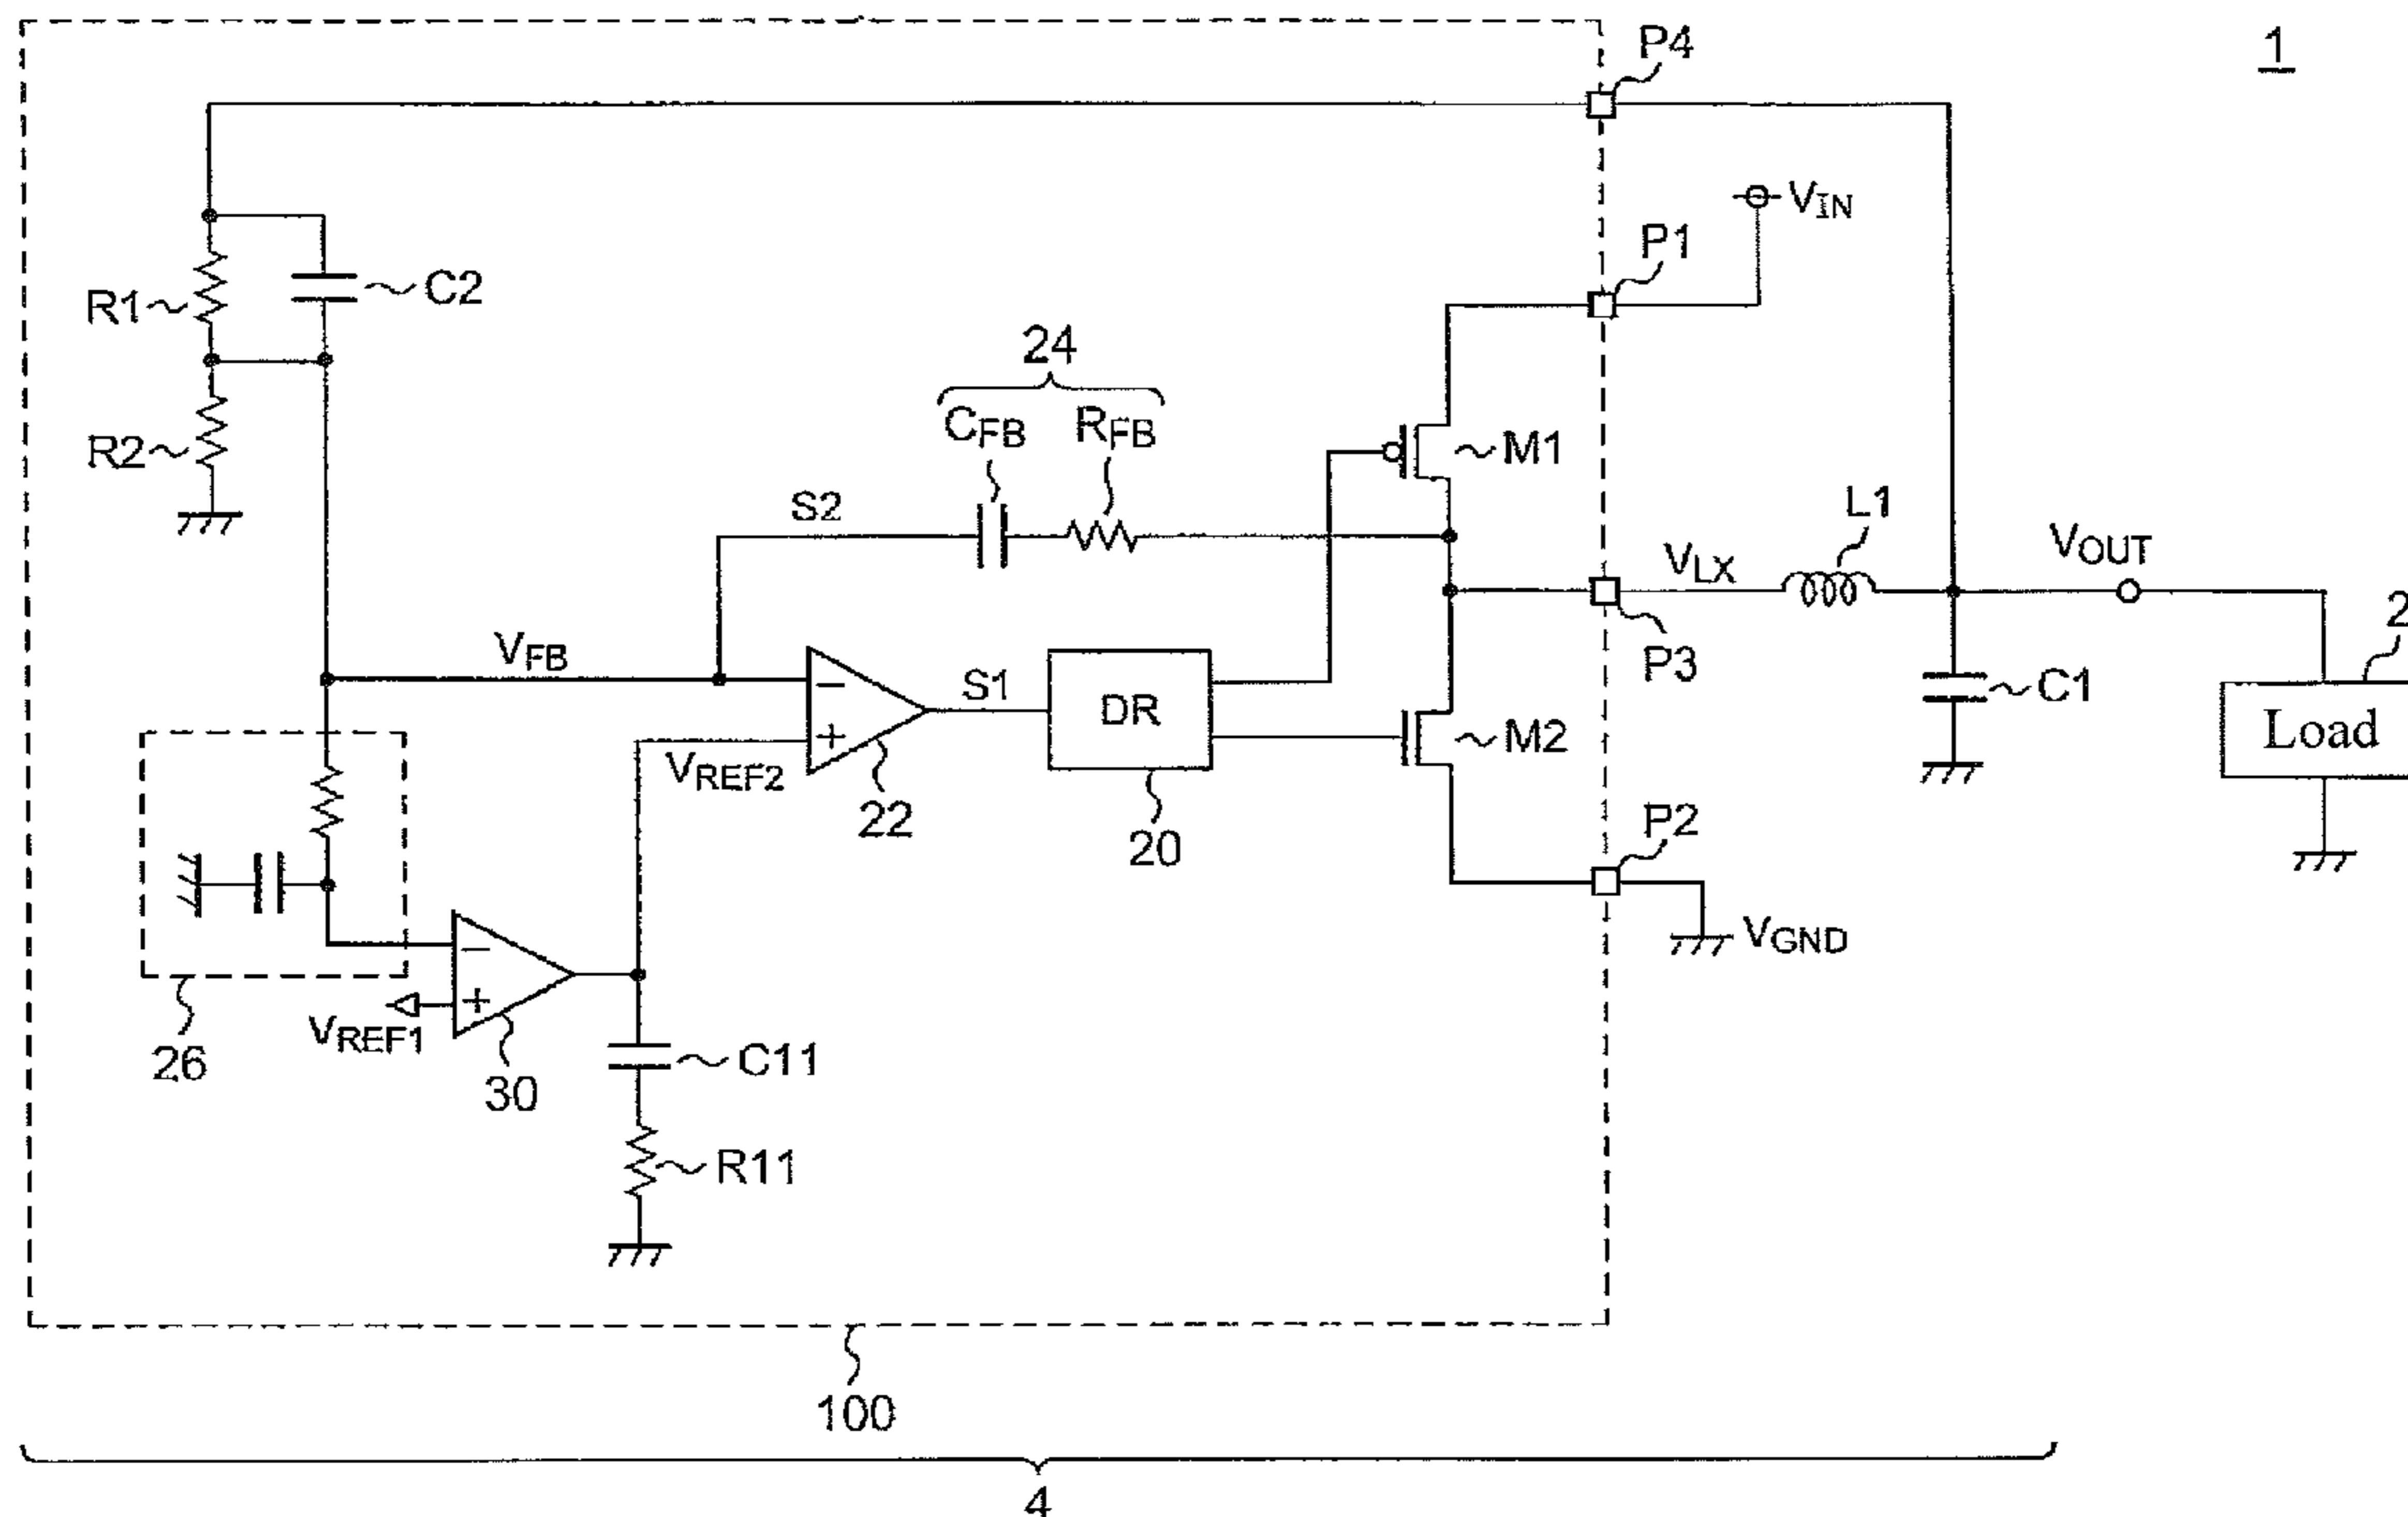 P4
1
VIN
P1
R1
C2
24
CFB
RFB
M1
R2
S2
L1
VLX
VOUT
2
P3
VFB
S1
DR
C1
Load
−
+
VREF2
22
20
M2
P2
VGND
−
+
VREF1
26
30
C11
R11
100
4